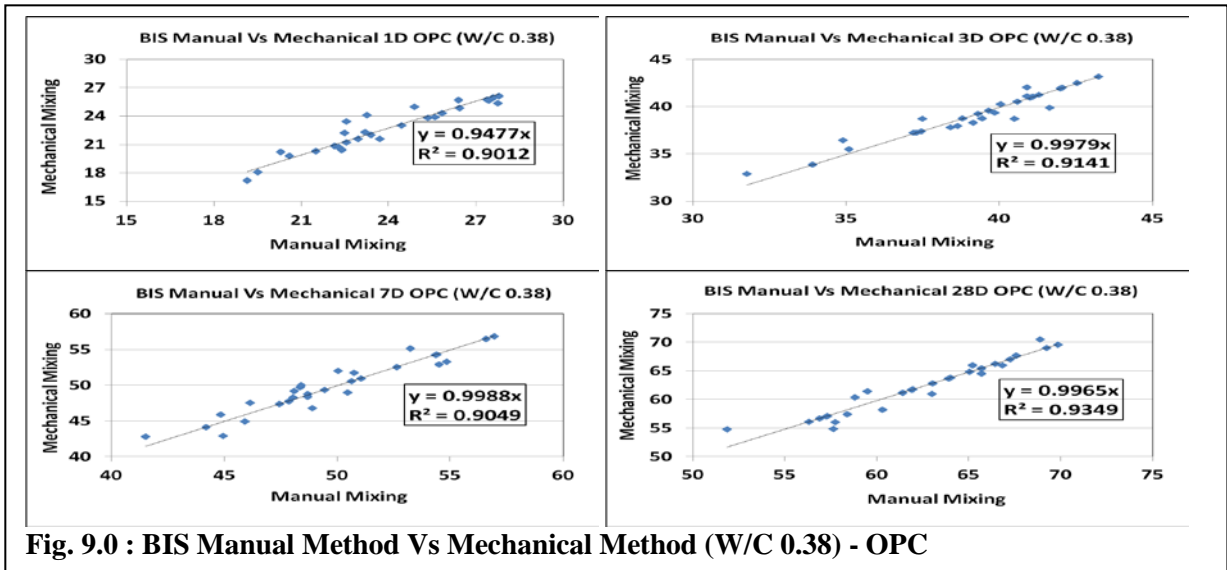 BIS Manual Vs Mechanical 1D OPC (W/C 0.38)
Mechanical Mixing
30
27
24
21
18
15
y = 0.9477x
R² = 0.9012
15
18
21
24
27
30
Manual Mixing
BIS Manual Vs Mechanical 3D OPC (W/C 0.38)
Mechanical Mixing
45
40
35
30
y = 0.9979x
R² = 0.9141
30
35
40
45
Manual Mixing
BIS Manual Vs Mechanical 7D OPC (W/C 0.38)
Mechanical Mixing
60
55
50
45
40
y = 0.9988x
R² = 0.9049
40
45
50
55
60
Manual Mixing
BIS Manual Vs Mechanical 28D OPC (W/C 0.38)
Mechanical Mixing
75
70
65
60
55
50
y = 0.9965x
R² = 0.9349
50
55
60
65
70
75
Manual Mixing
Fig. 9.0 : BIS Manual Method Vs Mechanical Method (W/C 0.38) - OPC